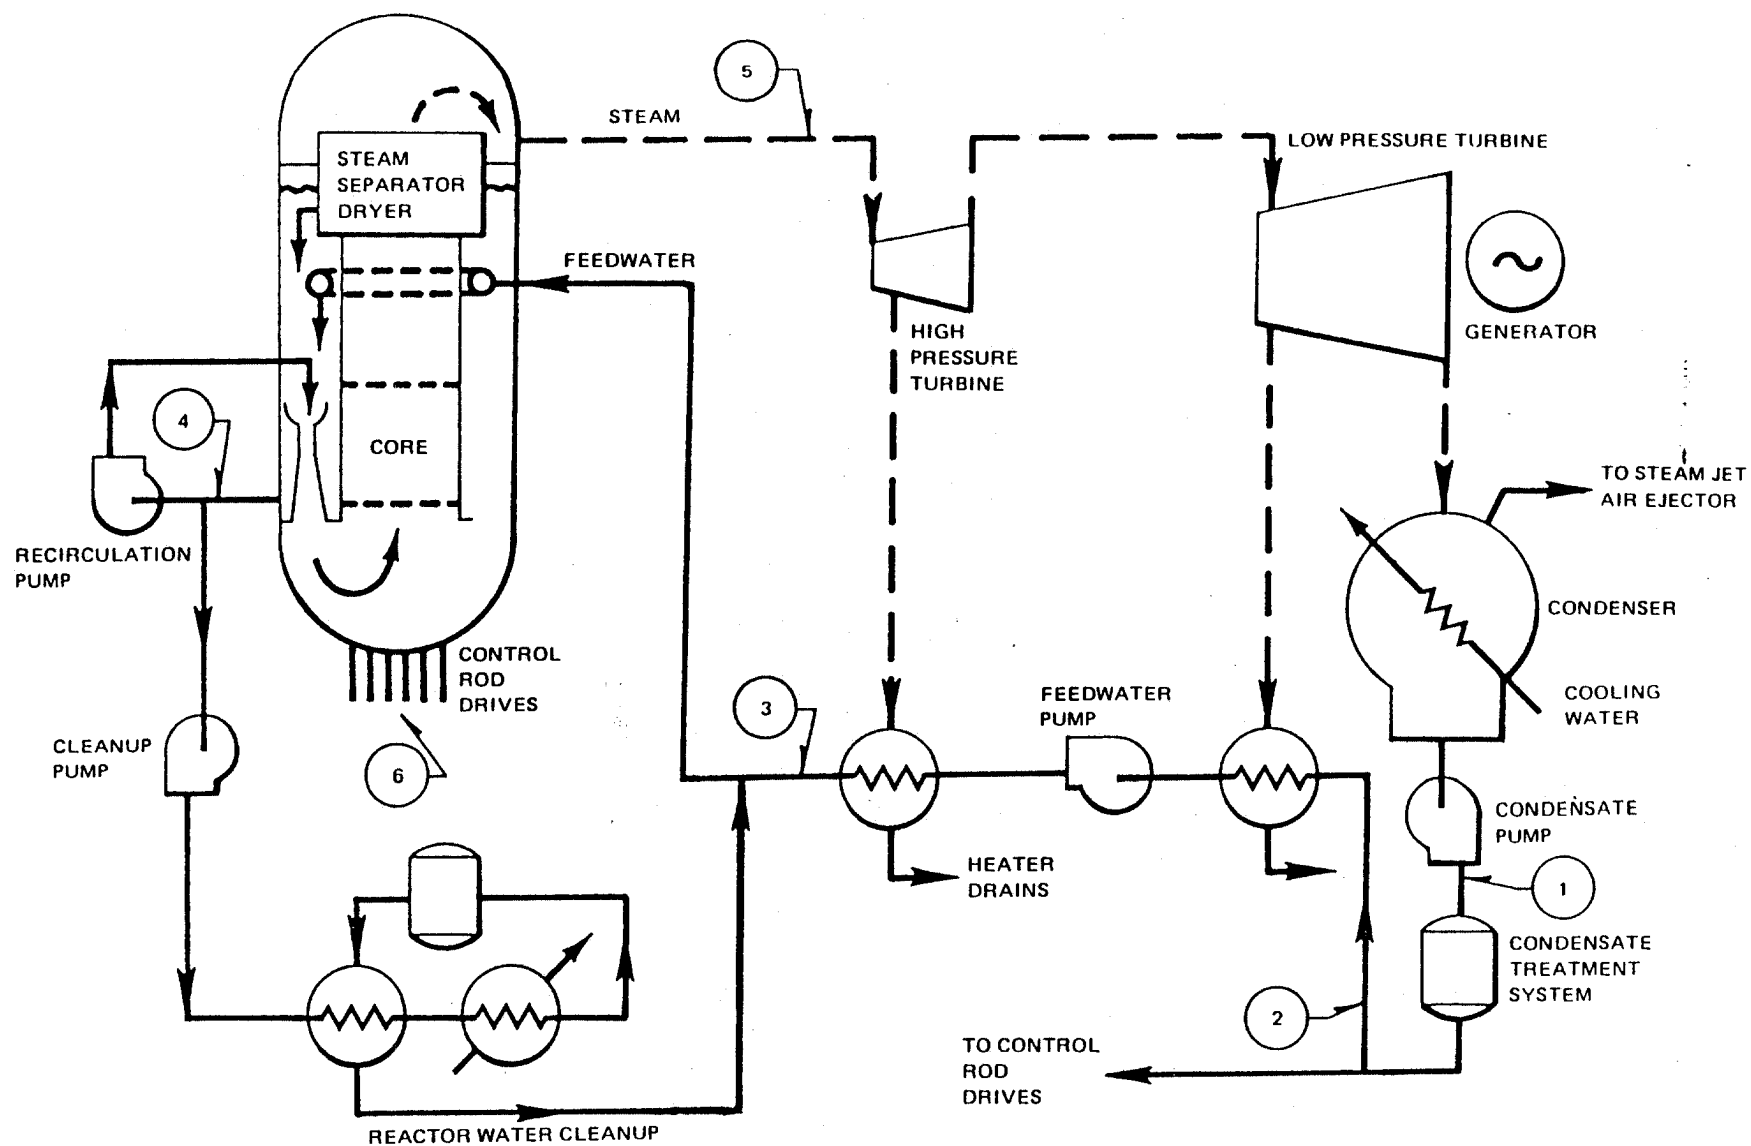 5
STEAM
LOW PRESSURE TURBINE
STEAM
SEPARATOR
DRYER
FEEDWATER
HIGH
PRESSURE
TURBINE
GENERATOR
4
CORE
TO STEAM JET
AIR EJECTOR
RECIRCULATION
PUMP
CONDENSER
CONTROL
ROD
DRIVES
3
FEEDWATER
PUMP
COOLING
WATER
CLEANUP
PUMP
6
CONDENSATE
PUMP
HEATER
DRAINS
1
CONDENSATE
TREATMENT
SYSTEM
2
TO CONTROL
ROD
DRIVES
REACTOR WATER CLEANUP